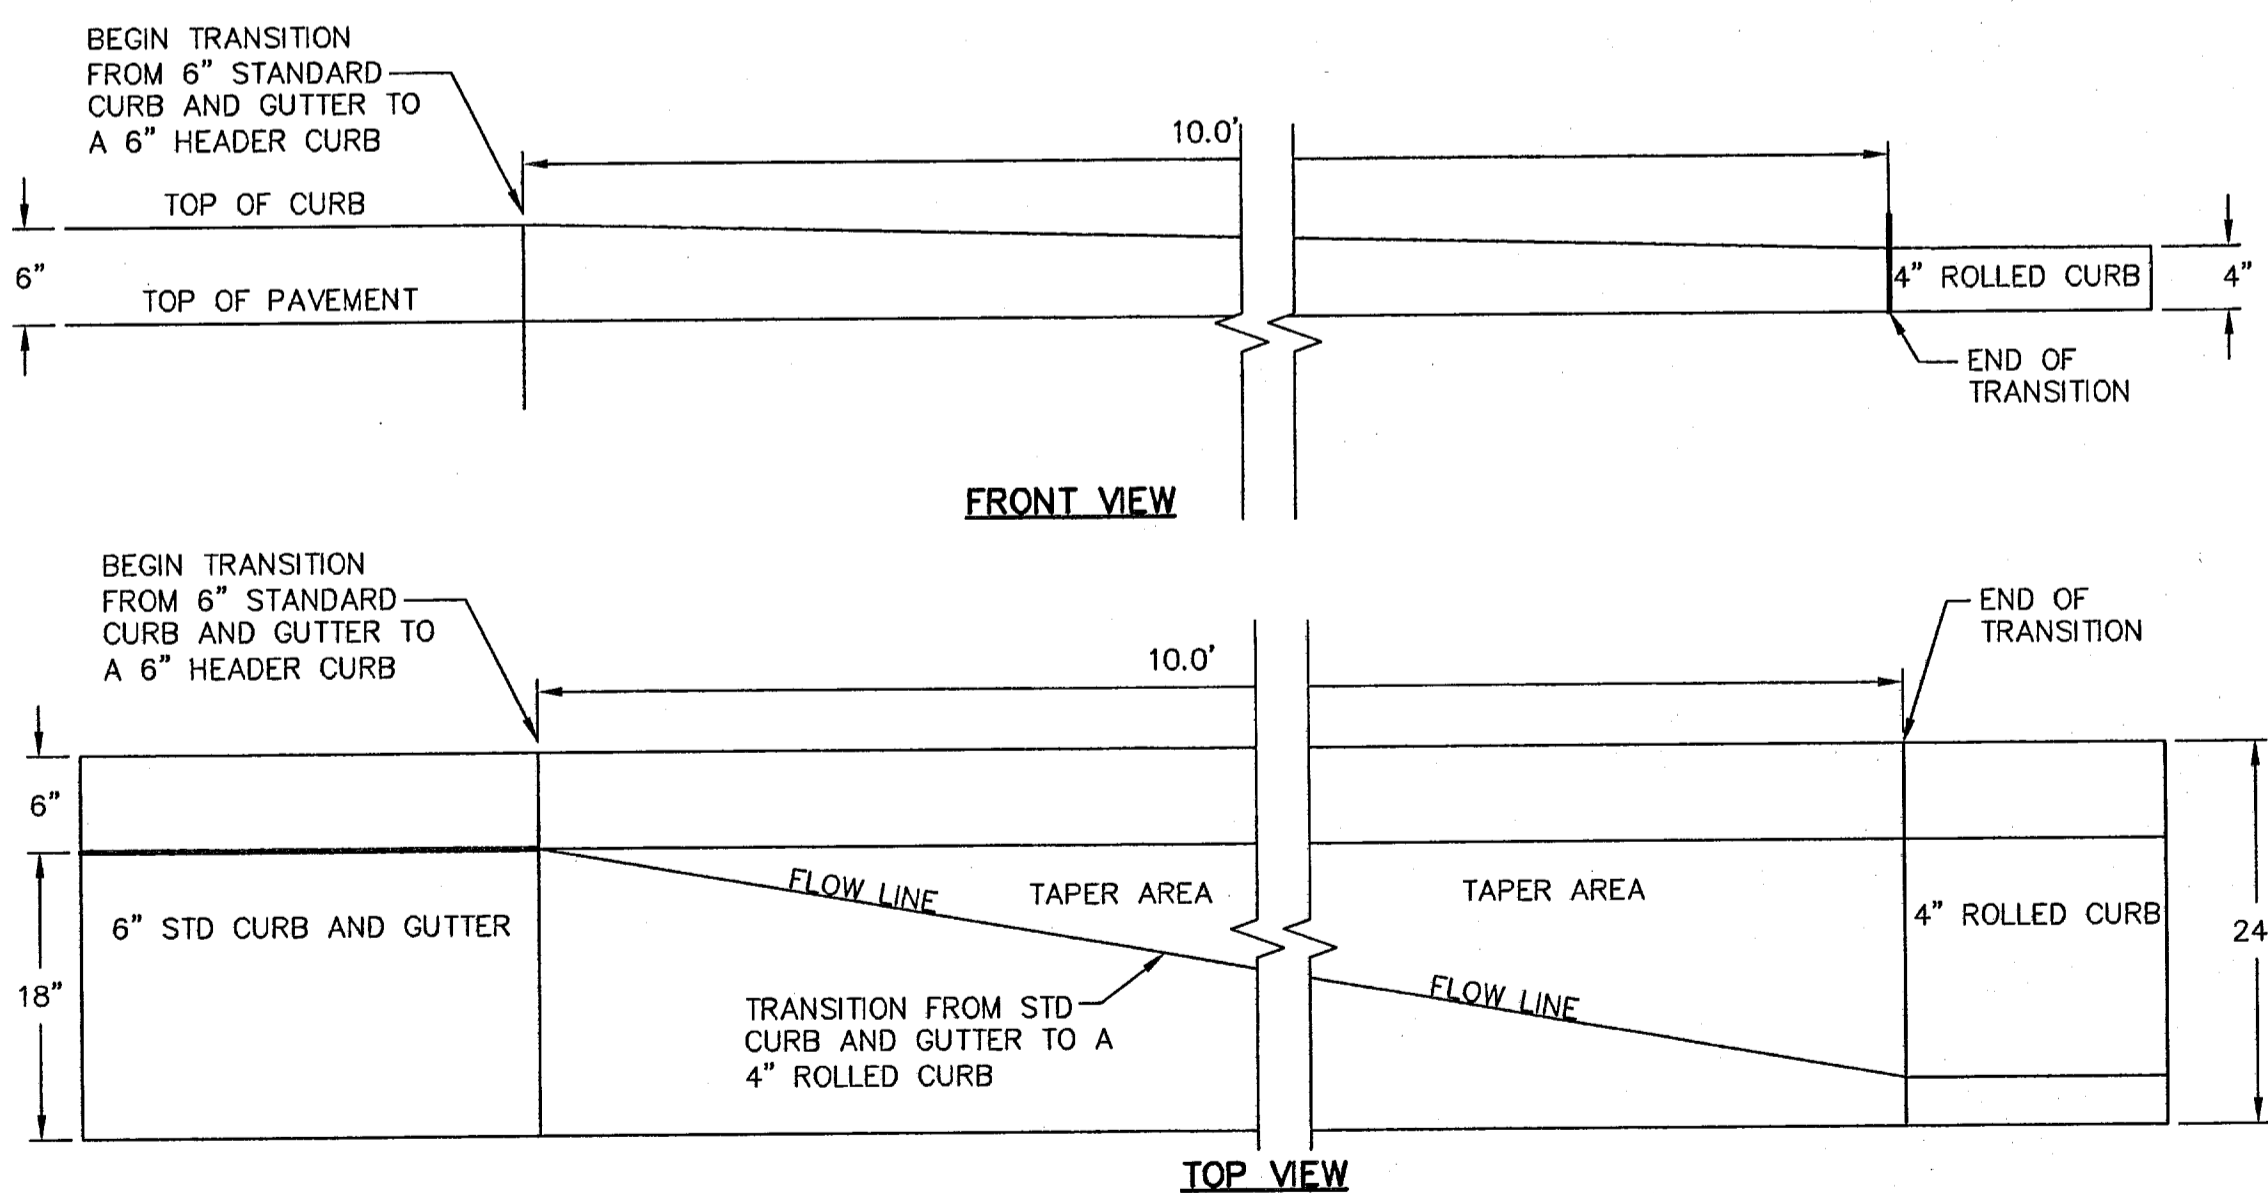 BEGIN TRANSITION
FROM 6" STANDARD
CURB AND GUTTER TO
A 6" HEADER CURB
10.0'
TOP OF CURB
6"
TOP OF PAVEMENT
4" ROLLED CURB
4"
END OF
TRANSITION
FRONT VIEW
BEGIN TRANSITION
FROM 6" STANDARD
CURB AND GUTTER TO
A 6" HEADER CURB
END OF
TRANSITION
10.0'
6"
FLOW LINE
TAPER AREA
TAPER AREA
6" STD CURB AND GUTTER
4" ROLLED CURB
24
18"
FLOW LINE
TRANSITION FROM STD
CURB AND GUTTER TO A
4" ROLLED CURB
TOP VIEW